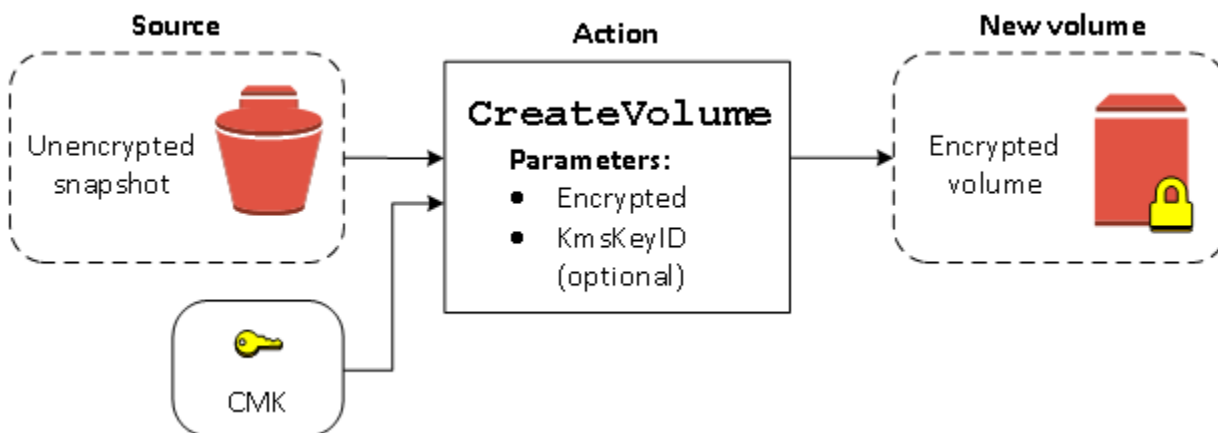 Source
Action
New volume
Unencrypted
snapshot
CreateVolume
Parameters:
● Encrypted
● KmsKeyID
(optional)
Encrypted
volume
CMK